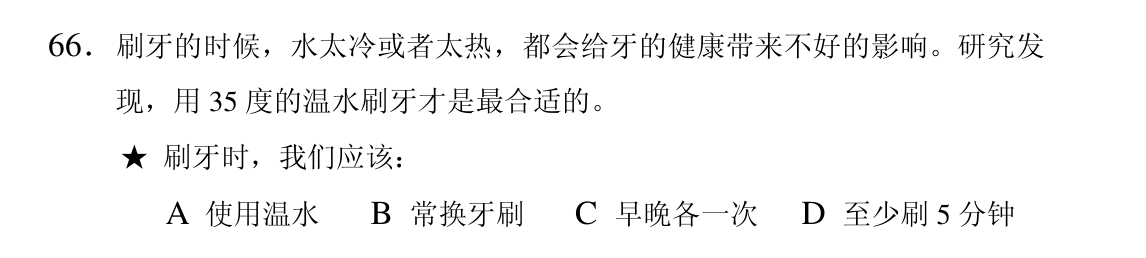 66. 刷牙的时候，水太冷或者太热，都会给牙的健康带来不好的影响。研究发
现，用 35 度的温水刷牙才是最合适的。
★ 刷牙时，我们应该：
A 使用温水 B 常换牙刷 C 早晚各一次 D 至少刷 5 分钟